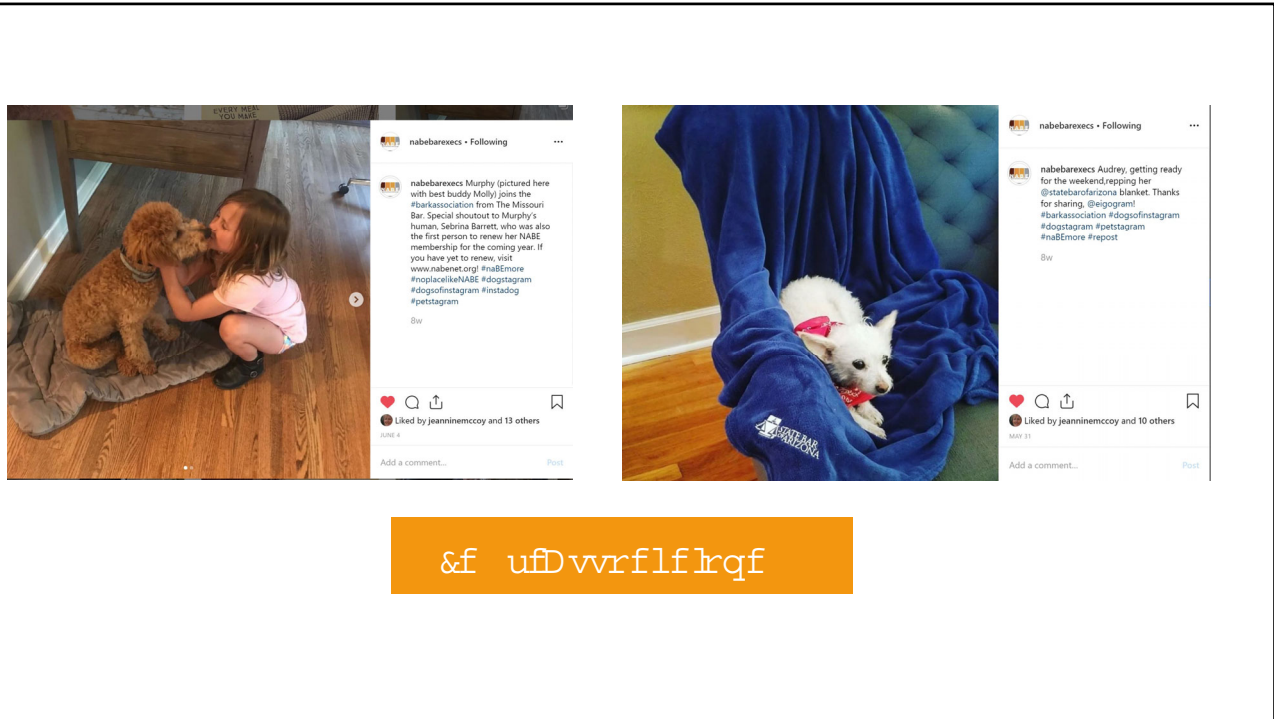 EVERY MEAL
YOU MAKE
nabebarexecs • Following
nabebarexecs Murphy (pictured here
with best buddy Molly) joins the
#barkassociation from The Missouri
Bar. Special shoutout to Murphy's
human, Sebrina Barrett, who was also
the first person to renew her NABE
membership for the coming year. If
you have yet to renew, visit
www.nabenet.org! #naBEmore
#noplacelikeNABE #dogstagram
#dogsofinstagram #instadog
#petstagram
8w
Liked by jeanninemccoy and 13 others
JUNE 4
Add a comment... Post
STATE BAR
OF ARIZONA
nabebarexecs • Following
nabebarexecs Audrey, getting ready
for the weekend,repping her
@statebarofarizona blanket. Thanks
for sharing, @eigogram!
#barkassociation #dogsofinstagram
#dogstagram #petstagram
#naBEmore #repost
8w
Liked by jeanninemccoy and 10 others
MAY 31
Add a comment... Post